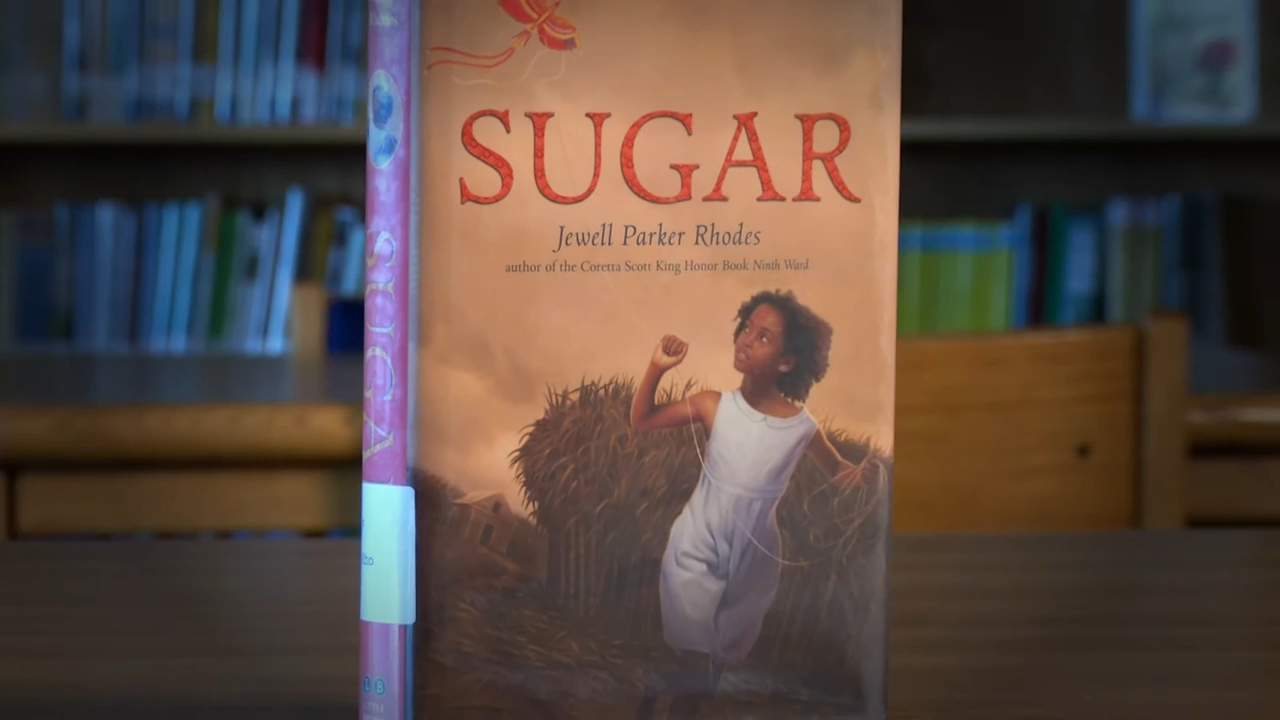 SUGAR
Jewell Parker Rhodes
author of the Coretta Scott King Honor Book Ninth Ward
SUGA
L B